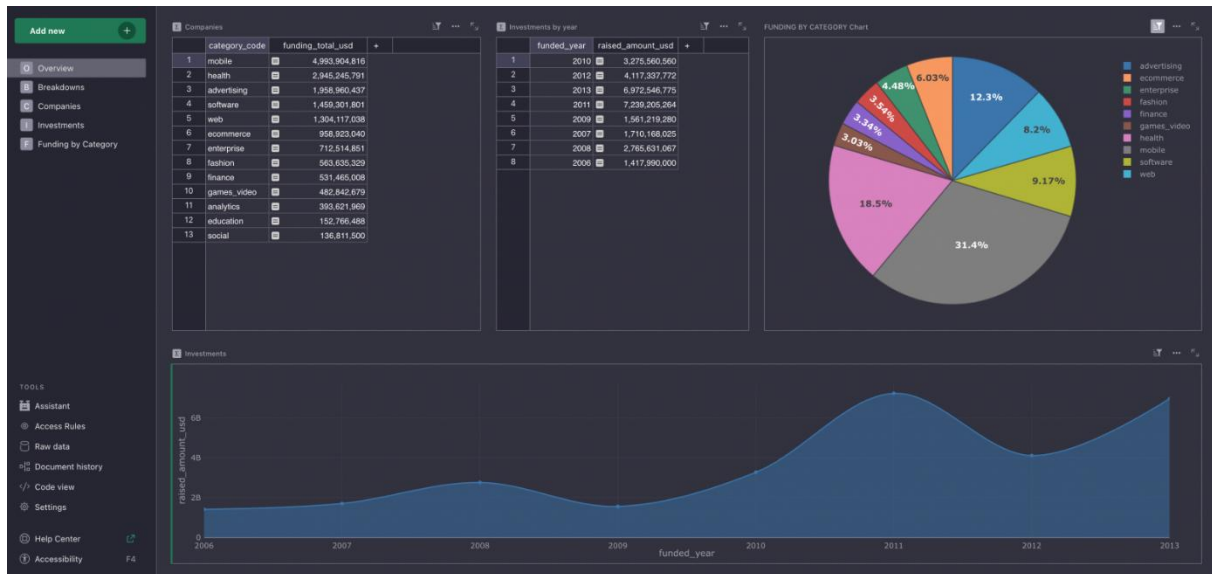 Add new +
O Overview
B Breakdowns
C Companies
I Investments
F Funding by Category
TOOLS
Assistant
Access Rules
Raw data
Document history
Code view
Settings
Help Center
Accessibility F4
Σ Companies
category_code funding_total_usd +
1 mobile = 4,993,904,816
2 health = 2,945,245,791
3 advertising = 1,958,960,437
4 software = 1,459,301,801
5 web = 1,304,117,038
6 ecommerce = 958,923,040
7 enterprise = 712,514,851
8 fashion = 563,635,329
9 finance = 531,465,008
10 games_video = 482,842,679
11 analytics = 393,621,969
12 education = 152,766,488
13 social = 136,811,500
Σ Investments by year
funded_year raised_amount_usd +
1 2010 = 3,275,560,560
2 2012 = 4,117,337,772
3 2013 = 6,972,546,775
4 2011 = 7,239,205,264
5 2009 = 1,561,219,280
6 2007 = 1,710,168,025
7 2008 = 2,765,631,067
8 2006 = 1,417,990,000
FUNDING BY CATEGORY Chart
12.3%
8.2%
9.17%
31.4%
18.5%
3.03%
3.34%
3.54%
4.48%
6.03%
advertising
ecommerce
enterprise
fashion
finance
games_video
health
mobile
software
web
Σ Investments
raised_amount_usd
6B
4B
2B
0
2006 2007 2008 2009 2010 2011 2012 2013
funded_year